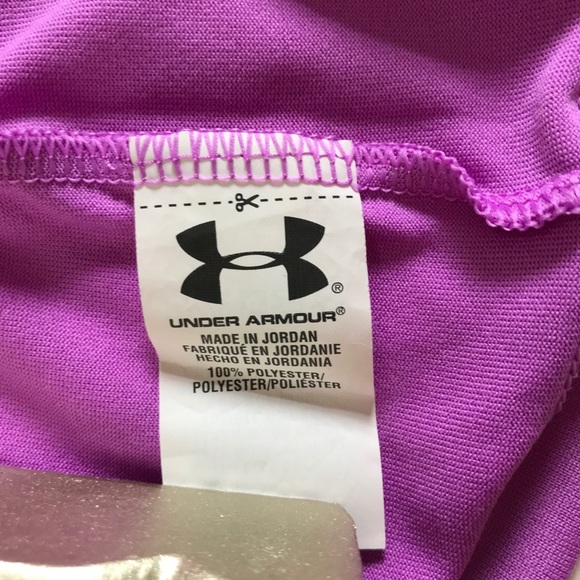 UNDER ARMOUR®
MADE IN JORDAN
FABRIQUÉ EN JORDANIE
HECHO EN JORDANIA
100% POLYESTER/
POLYESTER/POLIÉSTER